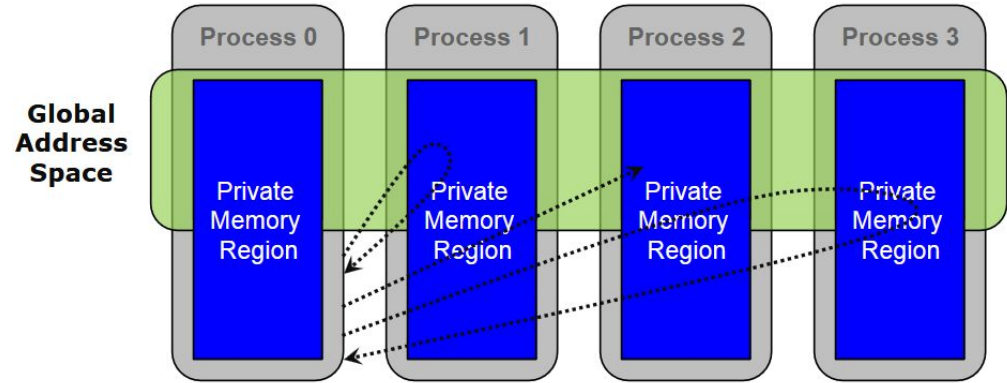 Process 0
Process 1
Process 2
Process 3
Global
Address
Space
Private
Memory
Region
Private
Memory
Region
Private
Memory
Region
Private
Memory
Region